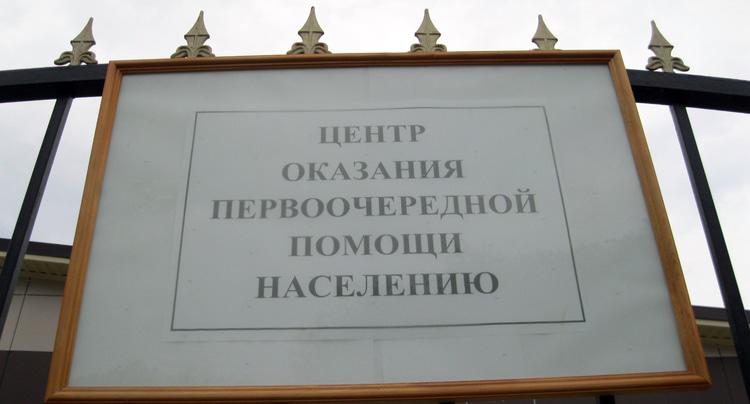 ЦЕНТР
ОКАЗАНИЯ
ПЕРВООЧЕРЕДНОЙ
ПОМОЩИ
НАСЕЛЕНИЮ